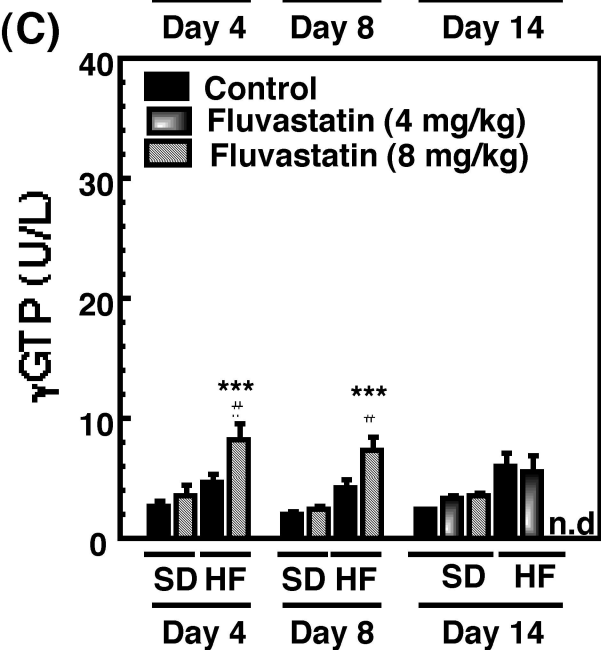 (C)
Day 4 Day 8 Day 14
40
Control
Fluvastatin (4 mg/kg)
Fluvastatin (8 mg/kg)
30
γGTP (U/L)
20
*** ***
# #
10
n.d
0
SD HF SD HF SD HF
Day 4 Day 8 Day 14